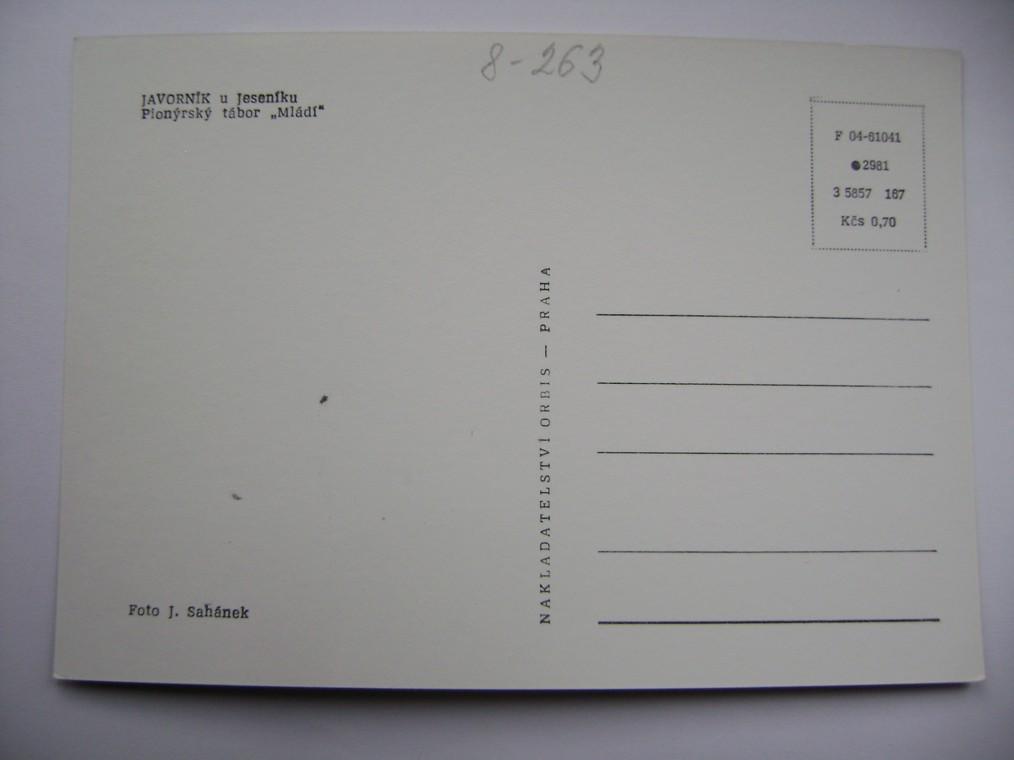 8-263
JAVORNÍK u Jeseníku
Pionýrský tábor „Mládí“
F 04-61041
●2981
3 5857 167
Kčs 0,70
NAKLADATELSTVÍ ORBIS — PRAHA
Foto J. Sahánek